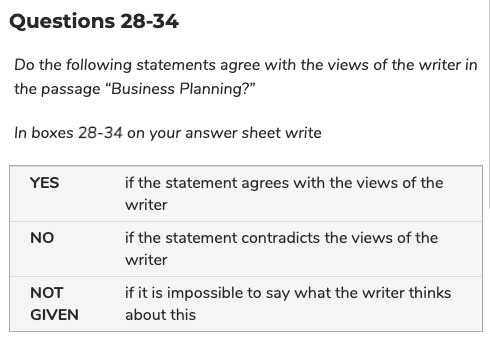 Questions 28-34
Do the following statements agree with the views of the writer in
the passage “Business Planning?”
In boxes 28-34 on your answer sheet write
YES if the statement agrees with the views of the
writer
NO if the statement contradicts the views of the
writer
NOT if it is impossible to say what the writer thinks
GIVEN about this